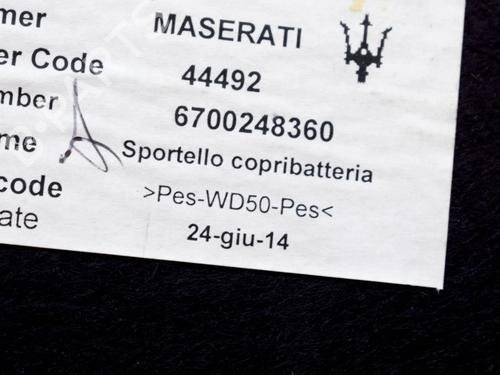 mer MASERATI
er Code 44492
mber 6700248360
me Sportello copribatteria
code >Pes-WD50-Pes<
ate 24-giu-14